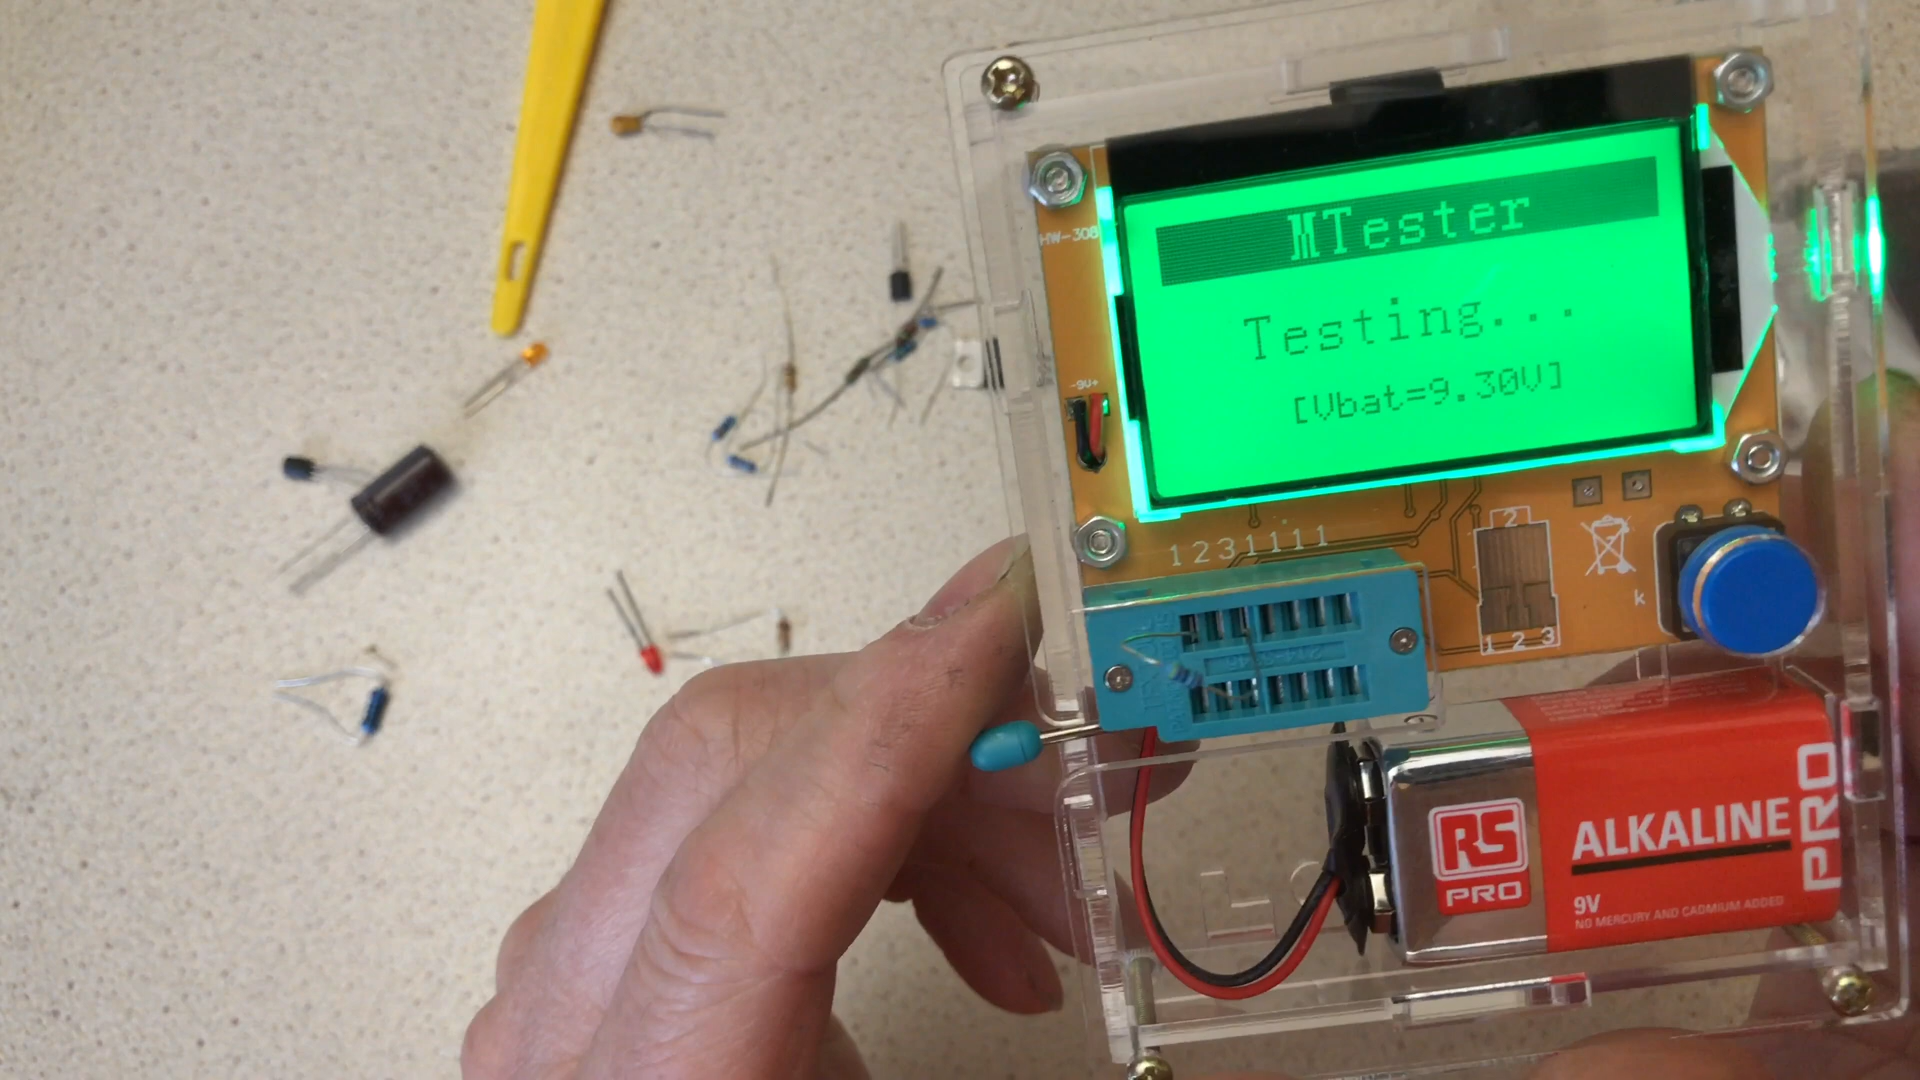 MTester
Testing...
[Vbat=9.30V]
HW-308
-9V+
1231111
2
1 2 3
k
RS
PRO
ALKALINE
PRO
9V
NO MERCURY AND CADMIUM ADDED